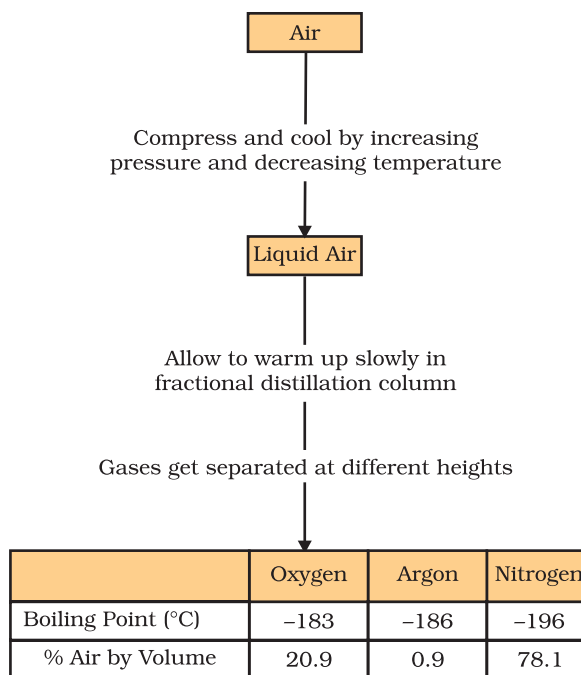 Air
Compress and cool by increasing
pressure and decreasing temperature
Liquid Air
Allow to warm up slowly in
fractional distillation column
Gases get separated at different heights
Oxygen Argon Nitrogen
Boiling Point (°C) –183 –186 –196
% Air by Volume 20.9 0.9 78.1